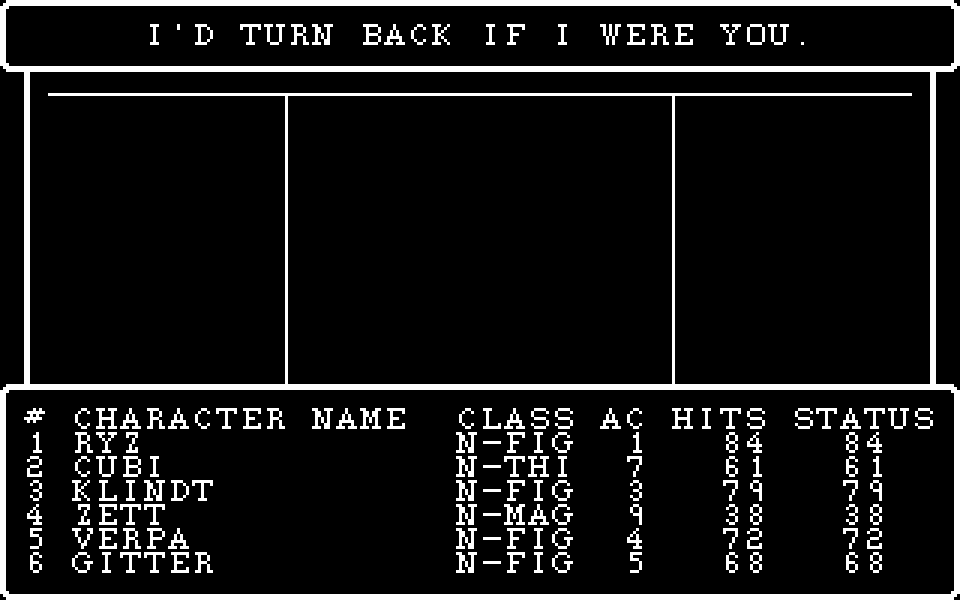 I'D TURN BACK IF I WERE YOU.
# CHARACTER NAME CLASS AC HITS STATUS
1 RYZ N-FIG 1 84 84
2 CUBI N-THI 7 61 61
3 KLINDT N-FIG 3 79 79
4 ZETT N-MAG 9 38 38
5 VERPA N-FIG 4 72 72
6 GITTER N-FIG 5 68 68